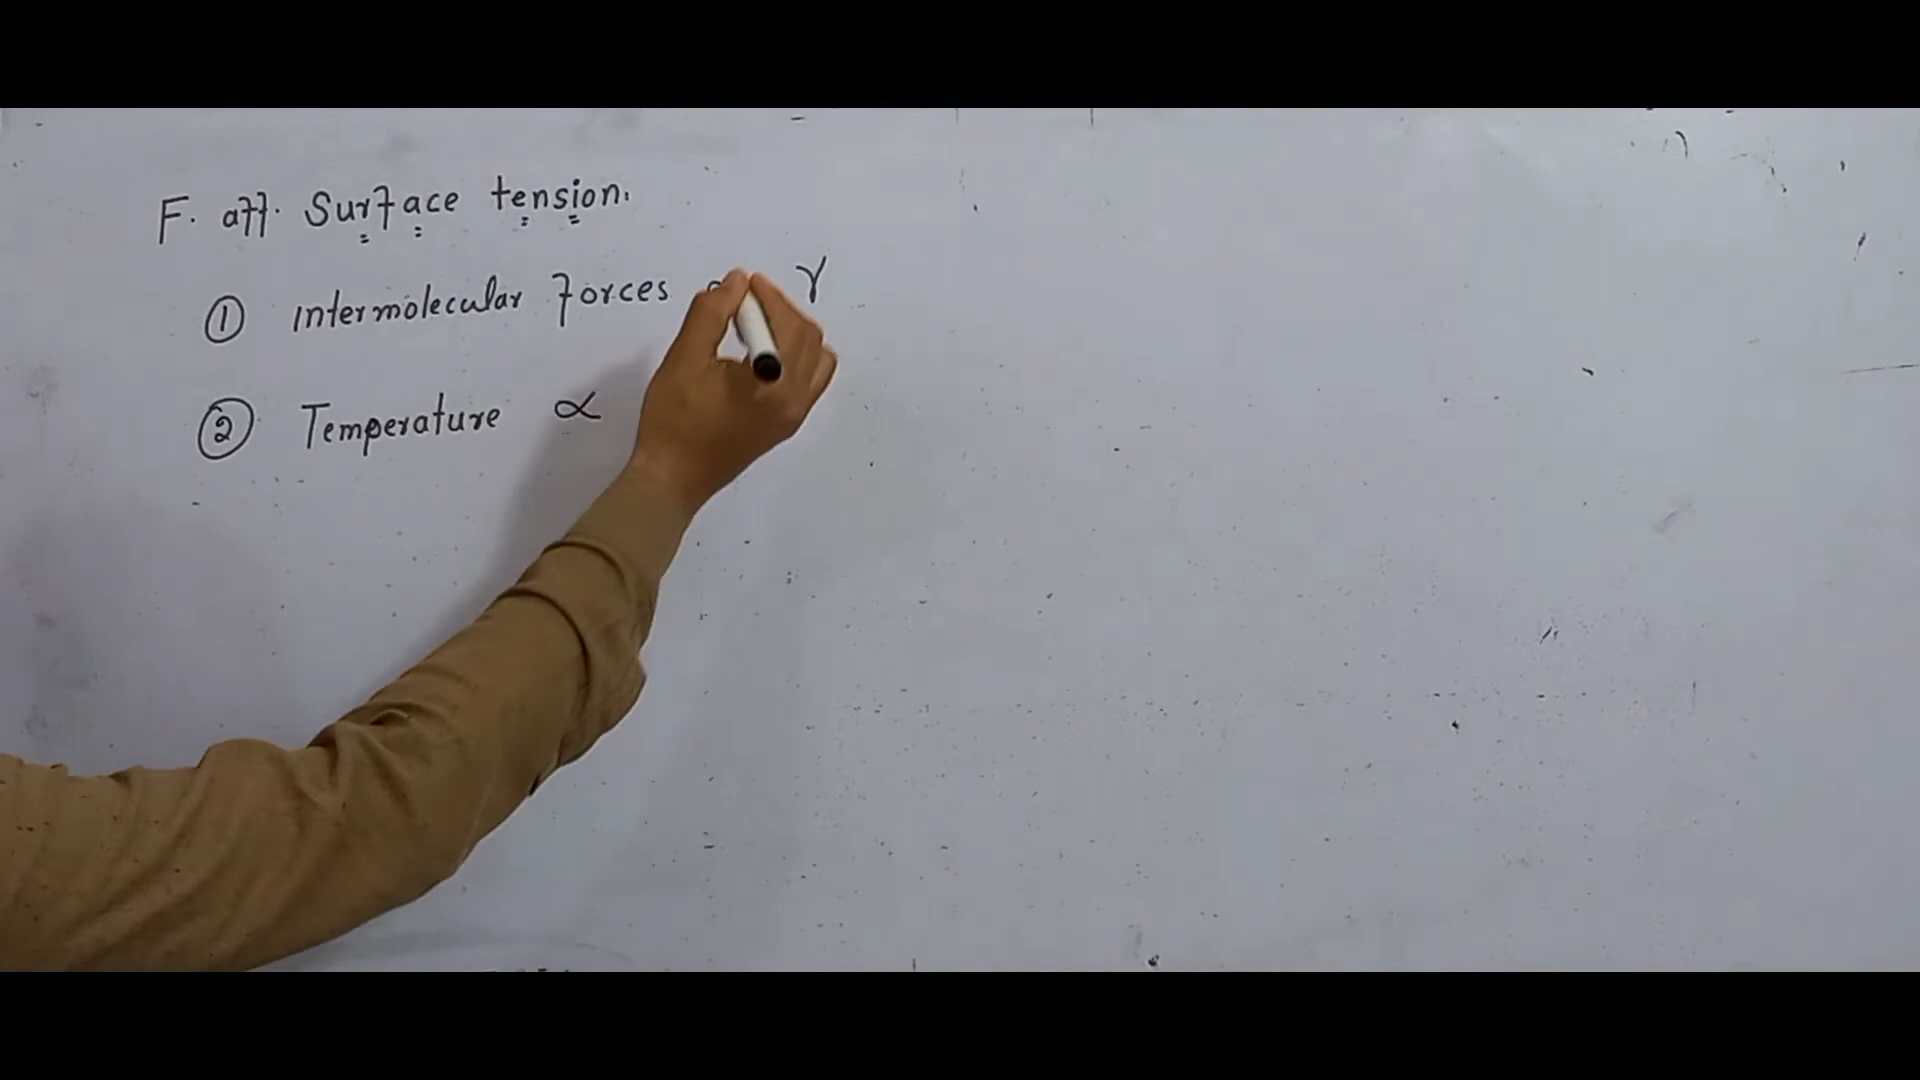 F. aff. Surface tension.
① Intermolecular Forces γ
② Temperature ∝